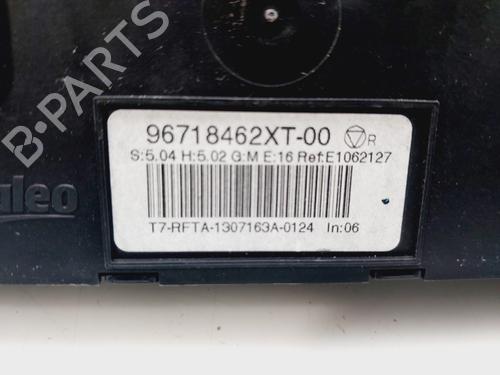 B-PARTS
96718462XT-00 R
S:5.04 H:5.02 G:M E:16 Ref:E1062127
T7-RFTA-1307163A-0124 In:06